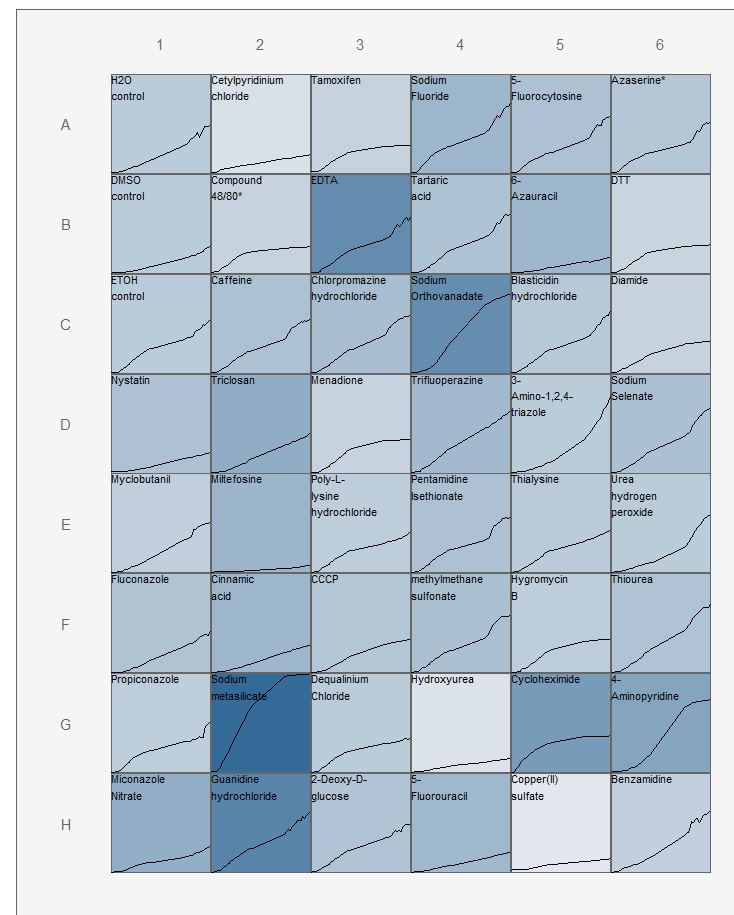 1 2 3 4 5 6
A
H2O
control
Cetylpyridinium
chloride
Tamoxifen
Sodium
Fluoride
5-
Fluorocytosine
Azaserine*
B
DMSO
control
Compound
48/80*
EDTA
Tartaric
acid
6-
Azauracil
DTT
C
ETOH
control
Caffeine
Chlorpromazine
hydrochloride
Sodium
Orthovanadate
Blasticidin
hydrochloride
Diamide
D
Nystatin
Triclosan
Menadione
Trifluoperazine
3-
Amino-1,2,4-
triazole
Sodium
Selenate
E
Myclobutanil
Miltefosine
Poly-L-
lysine
hydrochloride
Pentamidine
Isethionate
Thialysine
Urea
hydrogen
peroxide
F
Fluconazole
Cinnamic
acid
CCCP
methylmethane
sulfonate
Hygromycin
B
Thiourea
G
Propiconazole
Sodium
metasilicate
Dequalinium
Chloride
Hydroxyurea
Cycloheximide
4-
Aminopyridine
H
Miconazole
Nitrate
Guanidine
hydrochloride
2-Deoxy-D-
glucose
5-
Fluorouracil
Copper(II)
sulfate
Benzamidine